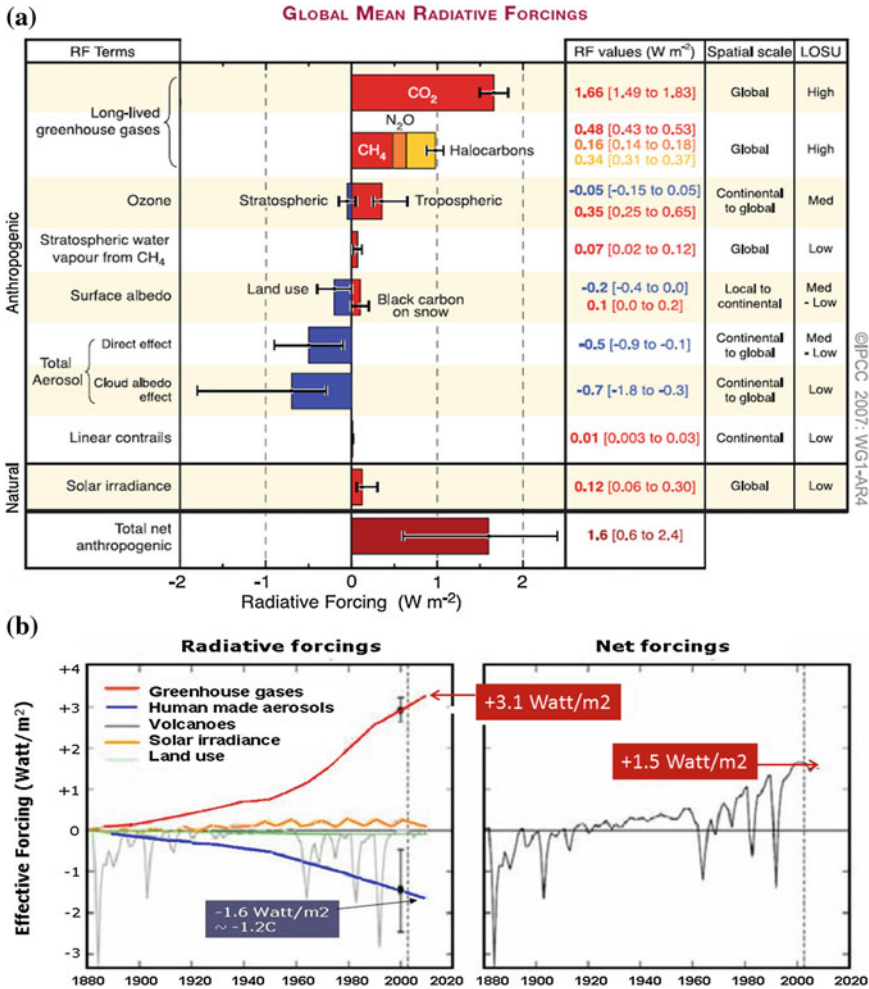 (a)
GLOBAL MEAN RADIATIVE FORCINGS
RF Terms
RF values (W m-2)
Spatial scale
LOSU
Anthropogenic
Natural
Long-lived
greenhouse gases
CO2
1.66 [1.49 to 1.83]
Global
High
N2O
CH4
Halocarbons
0.48 [0.43 to 0.53]
0.16 [0.14 to 0.18]
0.34 [0.31 to 0.37]
Global
High
Ozone
Stratospheric
Tropospheric
-0.05 [-0.15 to 0.05]
0.35 [0.25 to 0.65]
Continental
to global
Med
Stratospheric water
vapour from CH4
0.07 [0.02 to 0.12]
Global
Low
Surface albedo
Land use
Black carbon
on snow
-0.2 [-0.4 to 0.0]
0.1 [0.0 to 0.2]
Local to
continental
Med
- Low
Total
Aerosol
Direct effect
-0.5 [-0.9 to -0.1]
Continental
to global
Med
- Low
Cloud albedo
effect
-0.7 [-1.8 to -0.3]
Continental
to global
Low
Linear contrails
0.01 [0.003 to 0.03]
Continental
Low
Solar irradiance
0.12 [0.06 to 0.30]
Global
Low
Total net
anthropogenic
1.6 [0.6 to 2.4]
-2 -1 0 1 2
Radiative Forcing (W m-2)
©IPCC 2007: WG1-AR4
(b)
Radiative forcings
Effective Forcing (Watt/m2)
+4
+3
+2
+1
0
-1
-2
-3
Greenhouse gases
Human made aerosols
Volcanoes
Solar irradiance
Land use
+3.1 Watt/m2
-1.6 Watt/m2
~ -1.2C
1880 1900 1920 1940 1960 1980 2000 2020
Net forcings
+1.5 Watt/m2
1880 1900 1920 1940 1960 1980 2000 2020